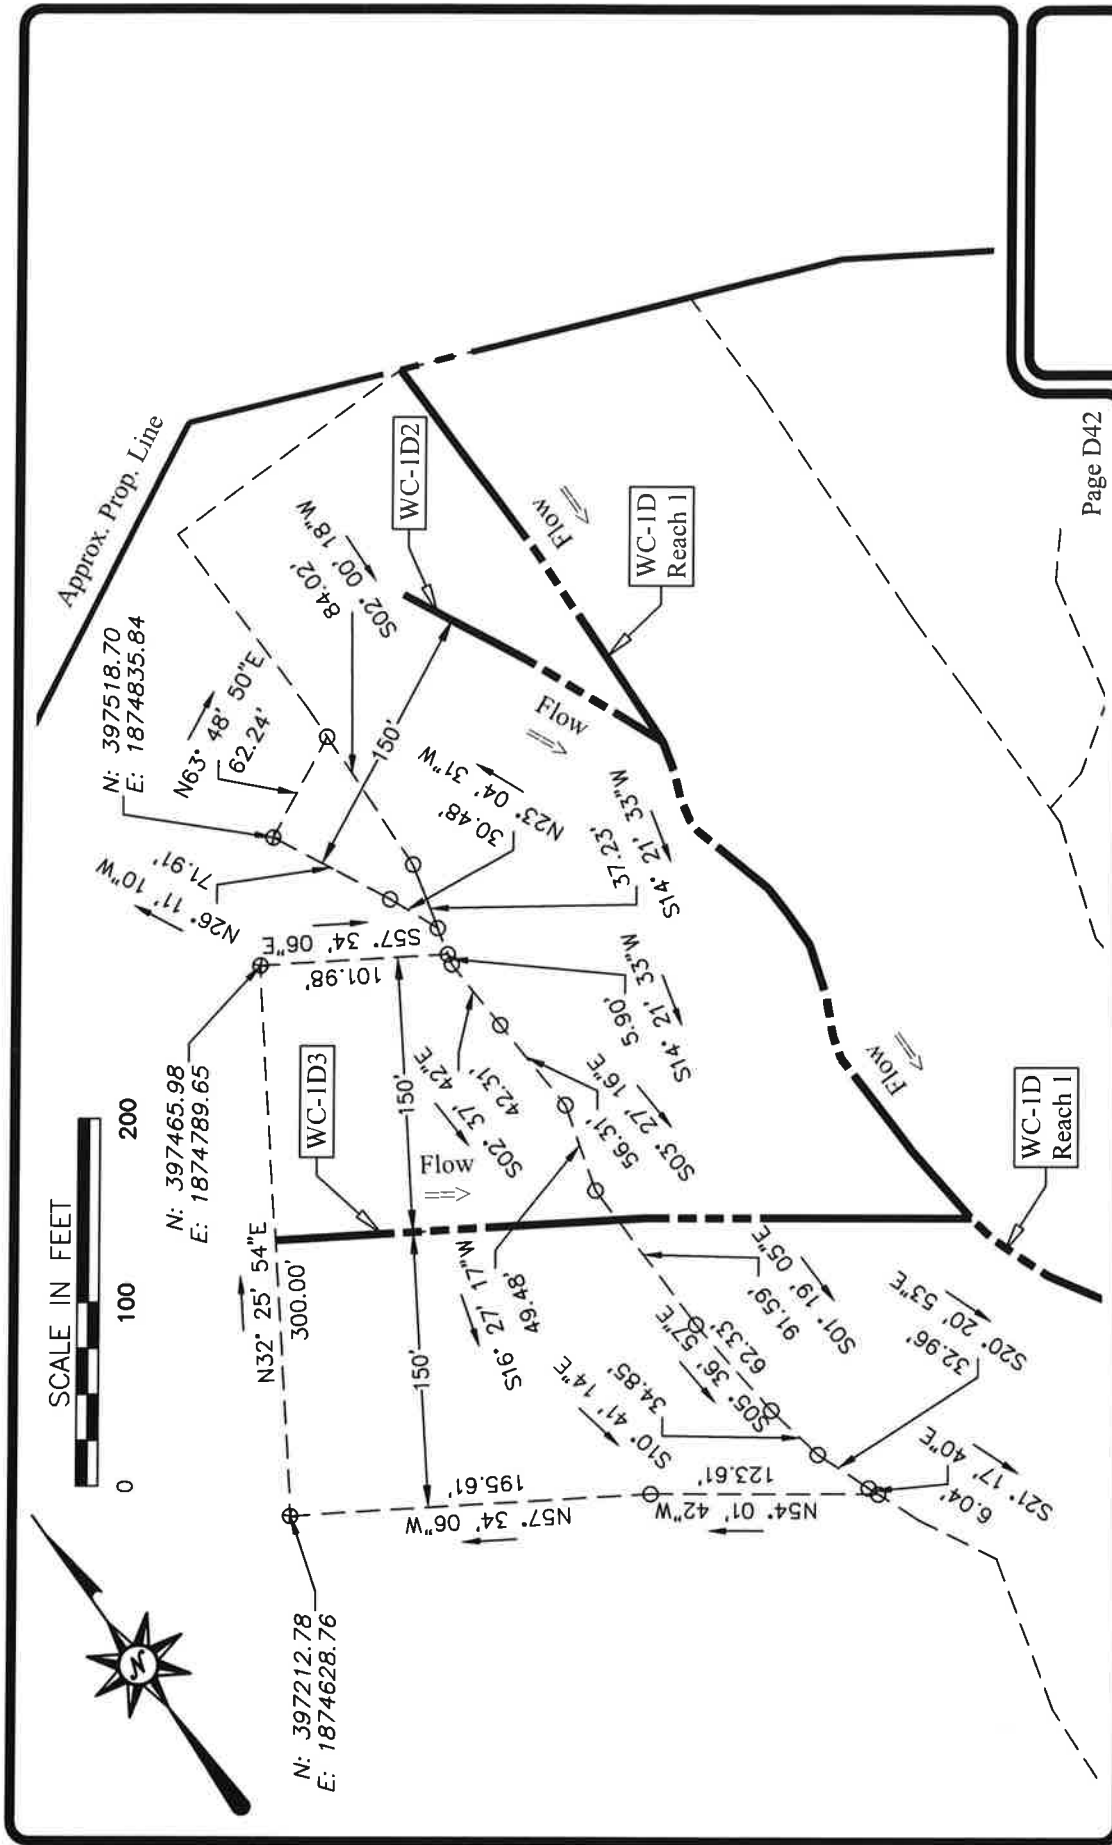 SCALE IN FEET
0
100
200
N
N: 397212.78
E: 1874628.76
N32° 25' 54"E
300.00'
N: 397465.98
E: 1874789.65
N: 397518.70
E: 1874835.84
Approx. Prop. Line
N63° 48' 50"E
62.24'
N26° 11' 10"W
71.91'
S57° 34' 06"E
101.98'
84.02'
S02° 00' 18"W
WC-1D2
150'
Flow
Flow
WC-1D
Reach 1
N23° 04' 31"W
30.48'
37.23'
S14° 21' 33"W
5.90'
S14° 21' 33"W
WC-1D3
150'
150'
Flow
S02° 37' 42"E
42.31'
56.31'
S03° 27' 16"E
S16° 27' 17"W
49.48'
91.59'
S01° 19' 05"E
S05° 36' 57"E
62.33'
S10° 41' 14"E
34.85'
S20° 20' 53"E
32.96'
S21° 17' 40"E
6.04'
N57° 34' 06"W
195.61'
N54° 01' 42"W
123.61'
Flow
WC-1D
Reach 1
Page D42